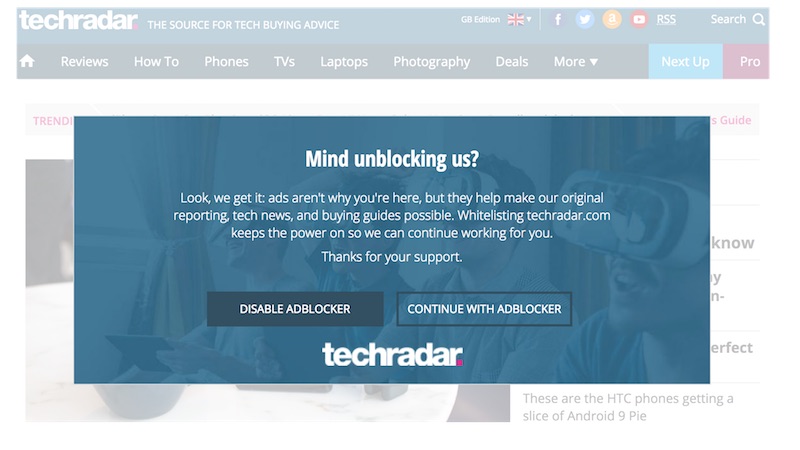 techradar. THE SOURCE FOR TECH BUYING ADVICE GB Edition RSS Search
Reviews How To Phones TVs Laptops Photography Deals More Next Up Pro
TRENDI s Guide
Mind unblocking us?
Look, we get it: ads aren't why you're here, but they help make our original
reporting, tech news, and buying guides possible. Whitelisting techradar.com
keeps the power on so we can continue working for you.
Thanks for your support.
DISABLE ADBLOCKER CONTINUE WITH ADBLOCKER
techradar.
know
ay
n-
erfect
These are the HTC phones getting a
slice of Android 9 Pie